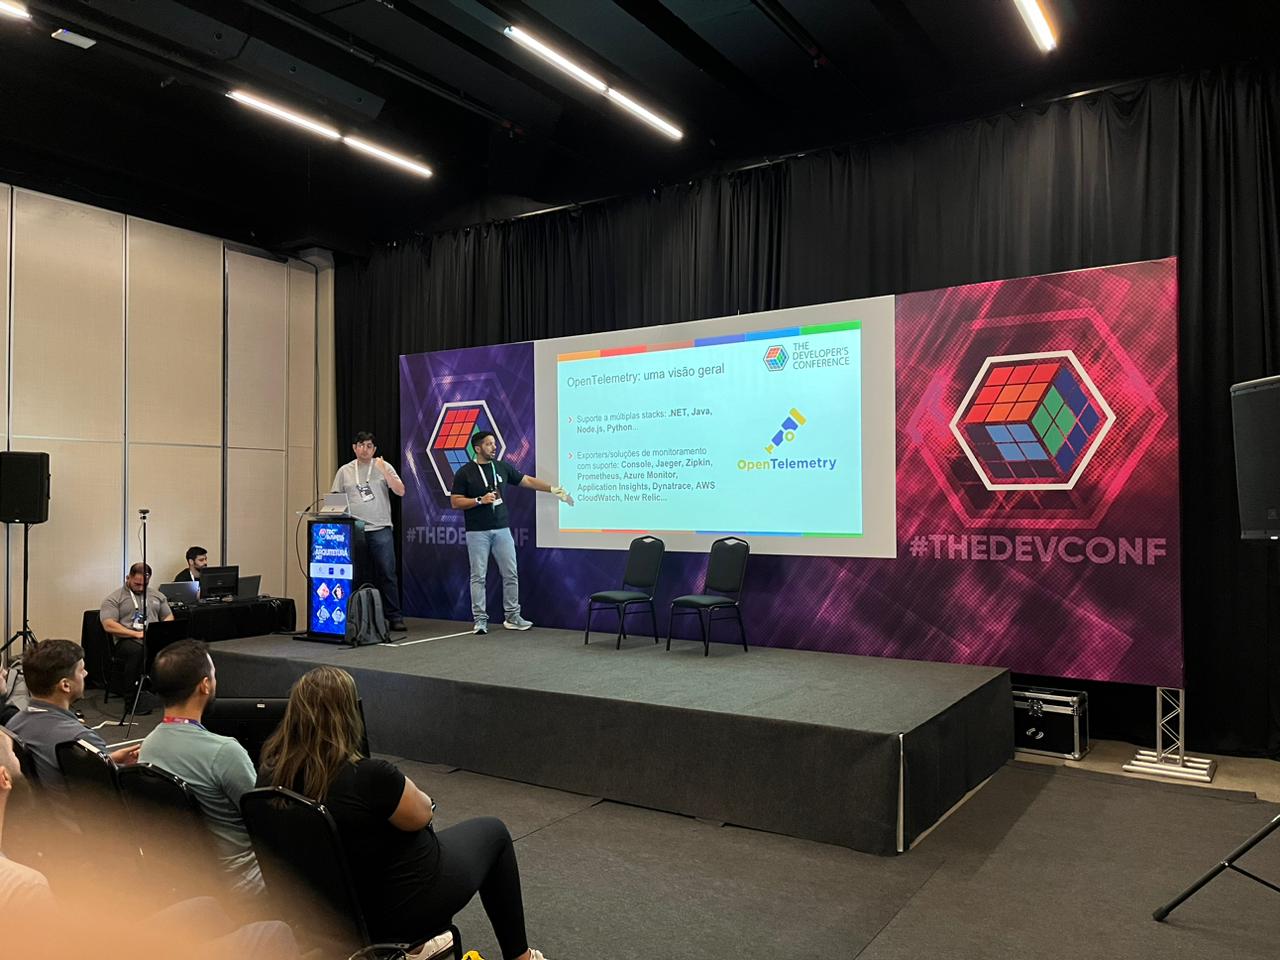 THE
DEVELOPER'S
CONFERENCE
OpenTelemetry: uma visão geral
Suporte a múltiplas stacks: .NET, Java,
Node.js, Python...
Exporters/soluções de monitoramento
com suporte: Console, Jaeger, Zipkin,
Prometheus, Azure Monitor,
Application Insights, Dynatrace, AWS
CloudWatch, New Relic...
OpenTelemetry
#THEDEVCONF
#THEDEVCONF
ARQUITETURA
.NET